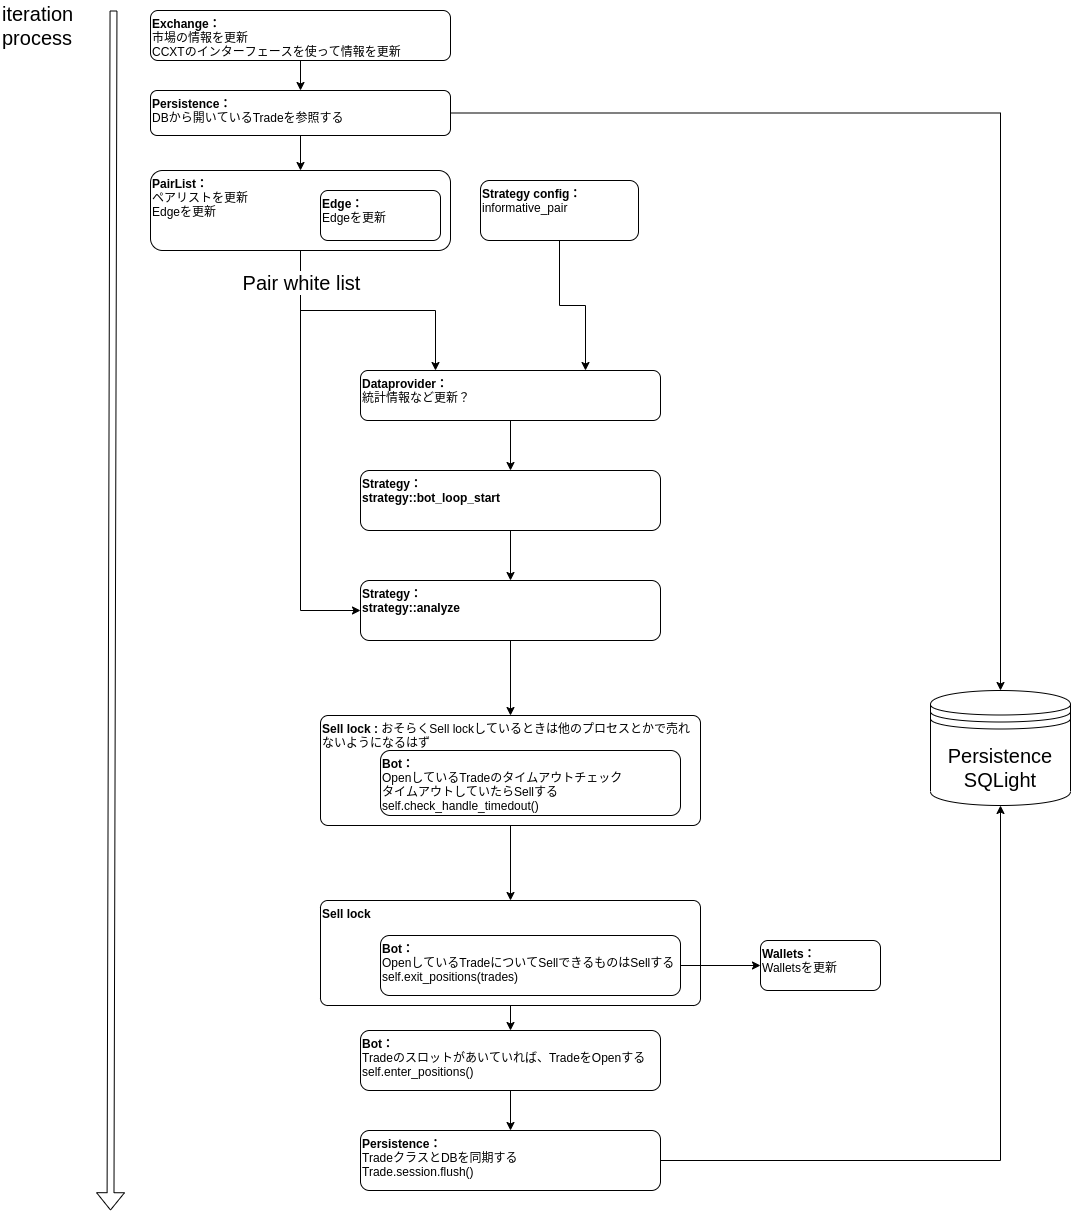 iteration
process
Exchange：
市場の情報を更新
CCXTのインターフェースを使って情報を更新
Persistence：
DBから開いているTradeを参照する
PairList：
ペアリストを更新
Edgeを更新
Edge：
Edgeを更新
Strategy config：
informative_pair
Pair white list
Dataprovider：
統計情報など更新？
Strategy：
strategy::bot_loop_start
Strategy：
strategy::analyze
Sell lock : おそらくSell lockしているときは他のプロセスとかで売れ
ないようになるはず
Bot：
OpenしているTradeのタイムアウトチェック
タイムアウトしていたらSellする
self.check_handle_timedout()
Persistence
SQLight
Sell lock
Bot：
OpenしているTradeについてSellできるものはSellする
self.exit_positions(trades)
Wallets：
Walletsを更新
Bot：
Tradeのスロットがあいていれば、TradeをOpenする
self.enter_positions()
Persistence：
TradeクラスとDBを同期する
Trade.session.flush()